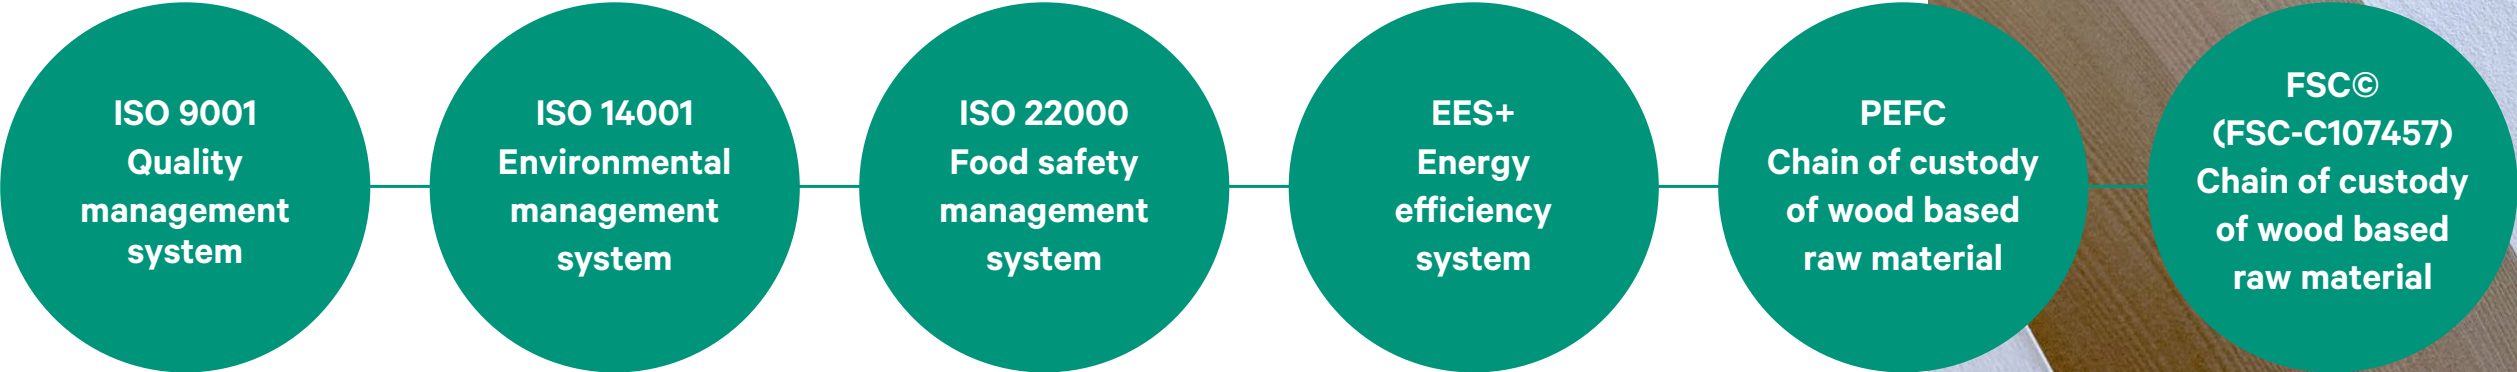 ISO 9001
Quality
management
system
ISO 14001
Environmental
management
system
ISO 22000
Food safety
management
system
EES+
Energy
efficiency
system
PEFC
Chain of custody
of wood based
raw material
FSC©
(FSC-C107457)
Chain of custody
of wood based
raw material